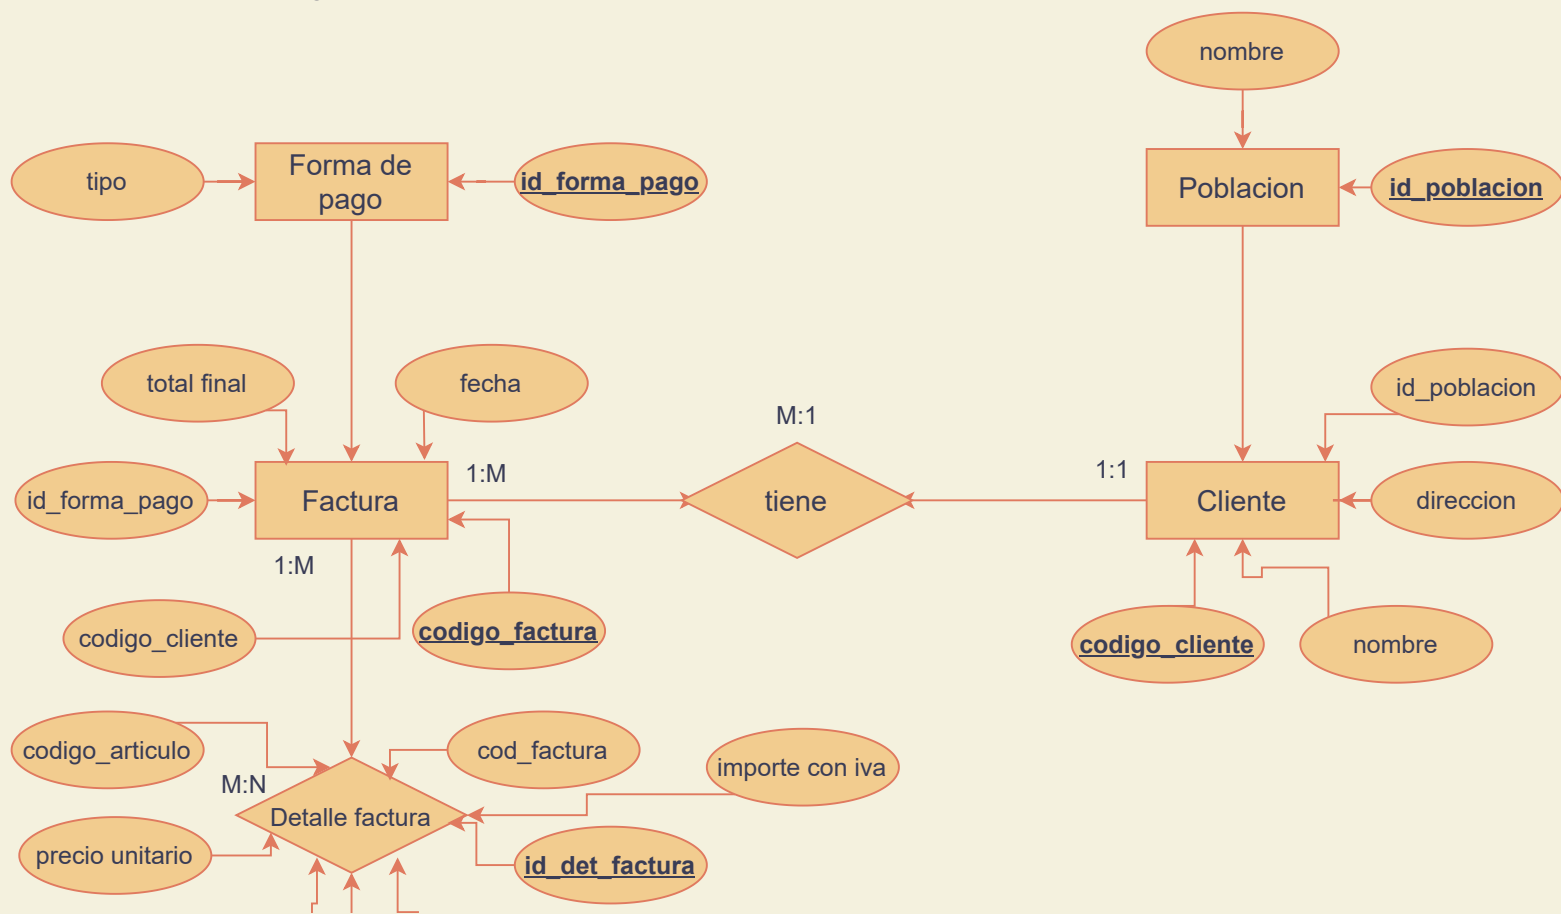 nombre
tipo
Forma de
pago
id_forma_pago
Poblacion
id_poblacion
total final
fecha
id_poblacion
M:1
id_forma_pago
Factura
1:M
tiene
1:1
Cliente
direccion
1:M
codigo_cliente
codigo_factura
codigo_cliente
nombre
codigo_articulo
cod_factura
importe con iva
M:N
Detalle factura
precio unitario
id_det_factura